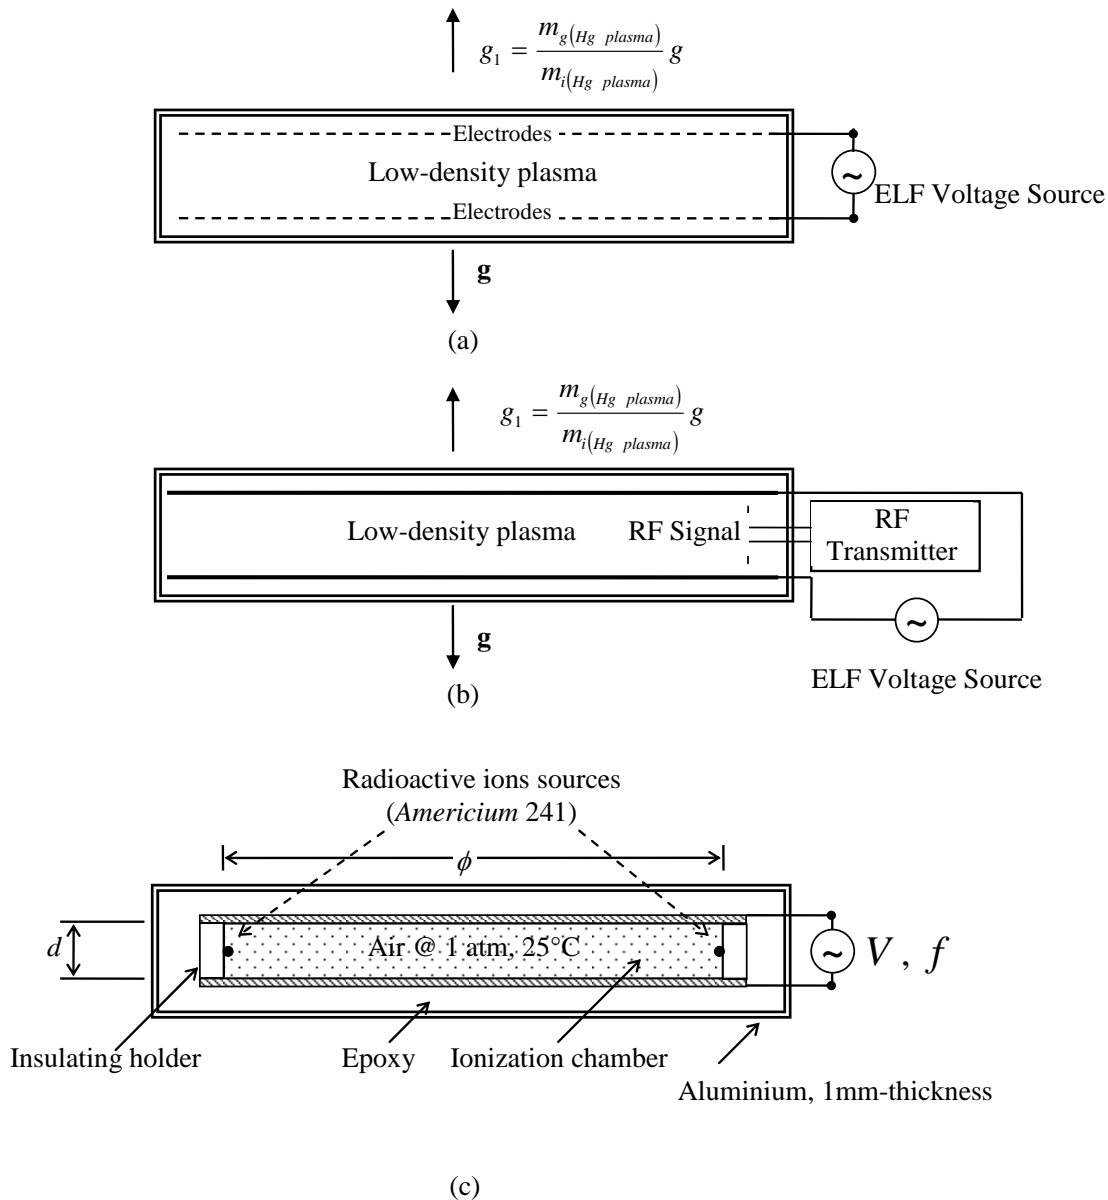 g₁ = m_g(Hg plasma) / m_i(Hg plasma) g
Electrodes
Low-density plasma
Electrodes
~
ELF Voltage Source
g
(a)
g₁ = m_g(Hg plasma) / m_i(Hg plasma) g
Low-density plasma
RF Signal
RF
Transmitter
~
g
ELF Voltage Source
(b)
Radioactive ions sources
(Americium 241)
ϕ
d
Air @ 1 atm, 25°C
~
V , f
Insulating holder
Epoxy
Ionization chamber
Aluminium, 1mm-thickness
(c)